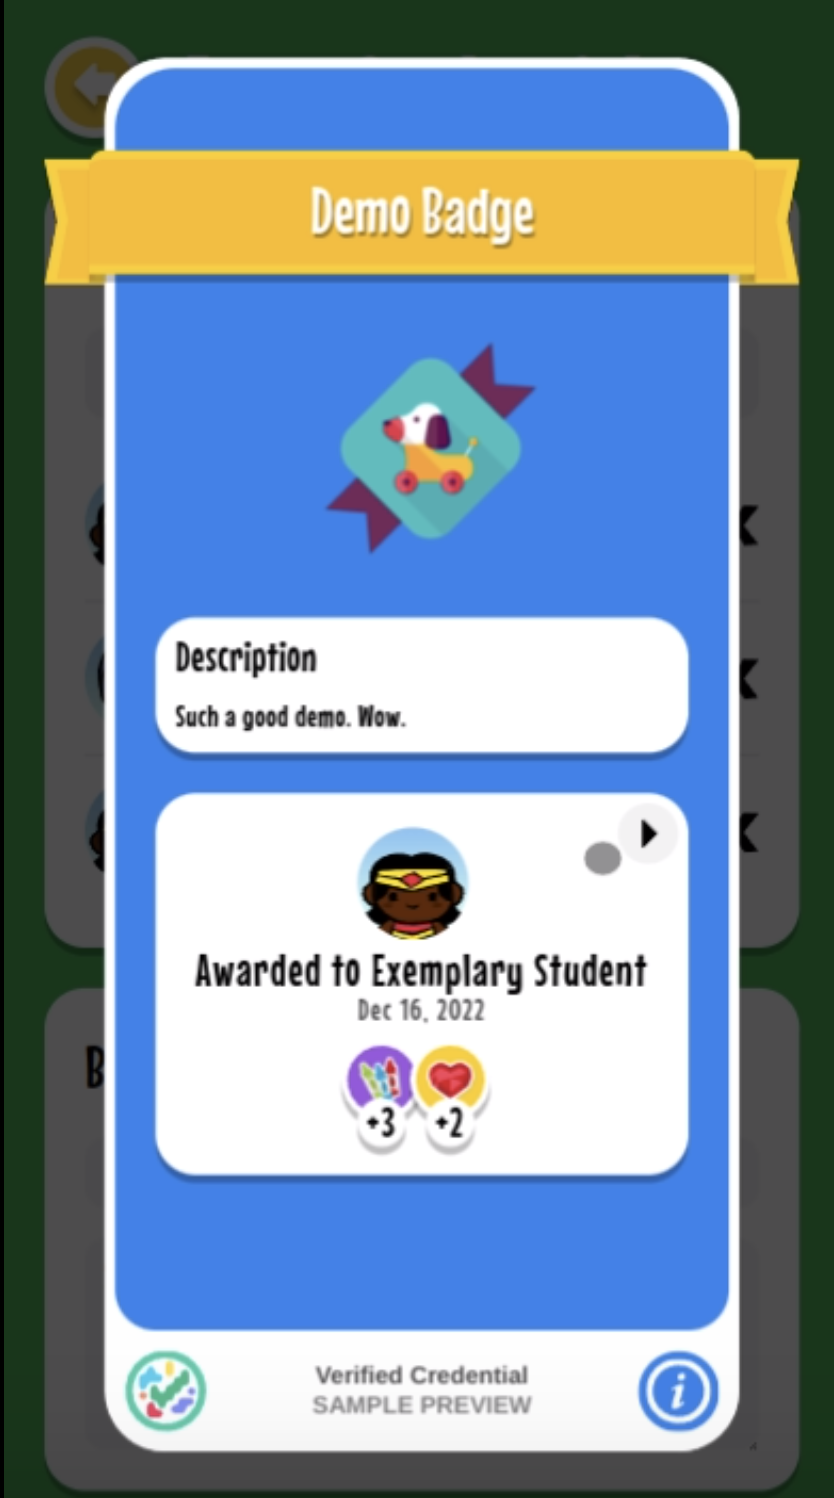 Demo Badge
Description
Such a good demo. Wow.
Awarded to Exemplary Student
Dec 16, 2022
+3 +2
Verified Credential
SAMPLE PREVIEW
i
B